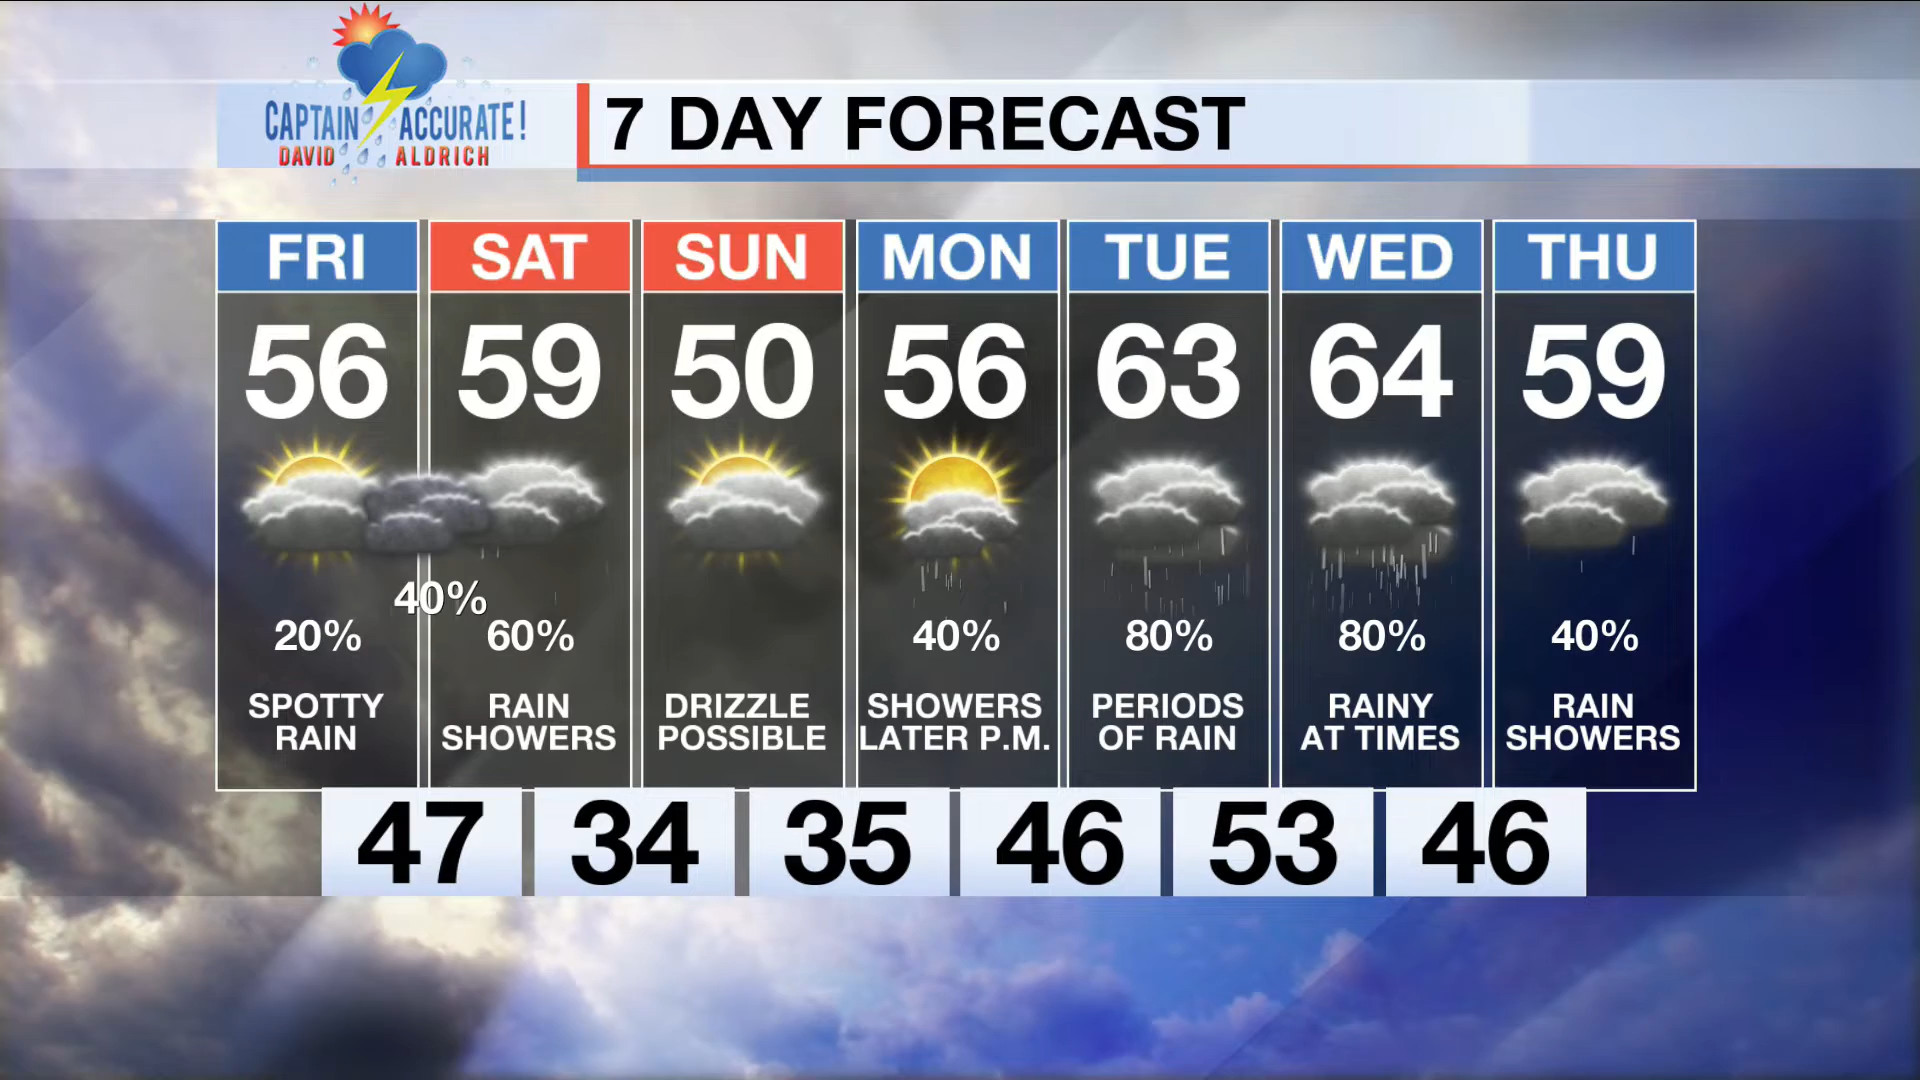 CAPTAIN ACCURATE!
DAVID ALDRICH
7 DAY FORECAST
FRI SAT SUN MON TUE WED THU
56 59 50 56 63 64 59
40%
20% 60% 40% 80% 80% 40%
SPOTTY RAIN DRIZZLE SHOWERS PERIODS RAINY RAIN
RAIN SHOWERS POSSIBLE LATER P.M. OF RAIN AT TIMES SHOWERS
47 34 35 46 53 46